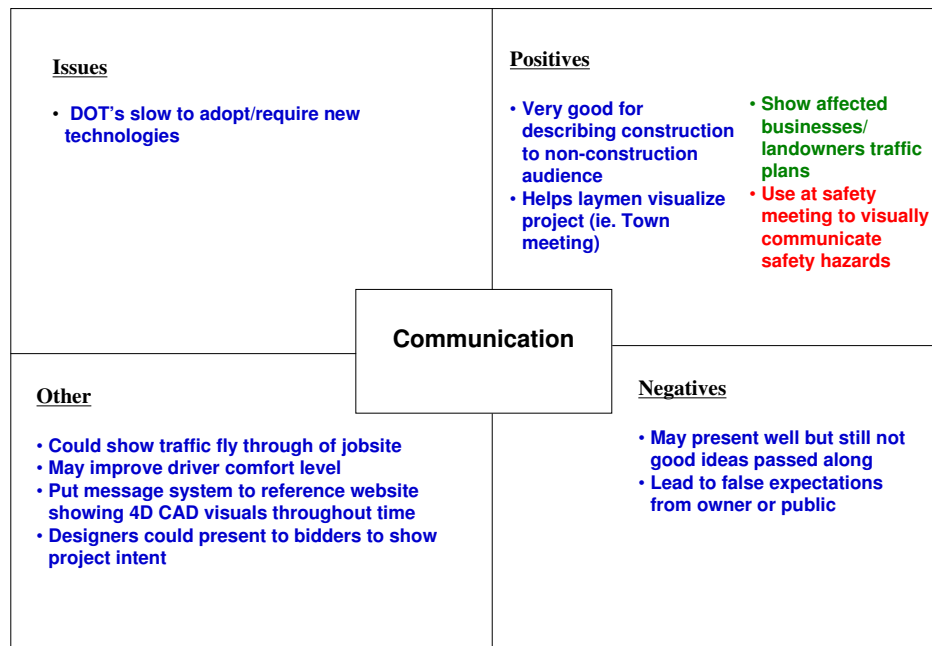 Issues
• DOT's slow to adopt/require new
technologies
Positives
• Very good for
describing construction
to non-construction
audience
• Helps laymen visualize
project (ie. Town
meeting)
• Show affected
businesses/
landowners traffic
plans
• Use at safety
meeting to visually
communicate
safety hazards
Communication
Other
• Could show traffic fly through of jobsite
• May improve driver comfort level
• Put message system to reference website
showing 4D CAD visuals throughout time
• Designers could present to bidders to show
project intent
Negatives
• May present well but still not
good ideas passed along
• Lead to false expectations
from owner or public